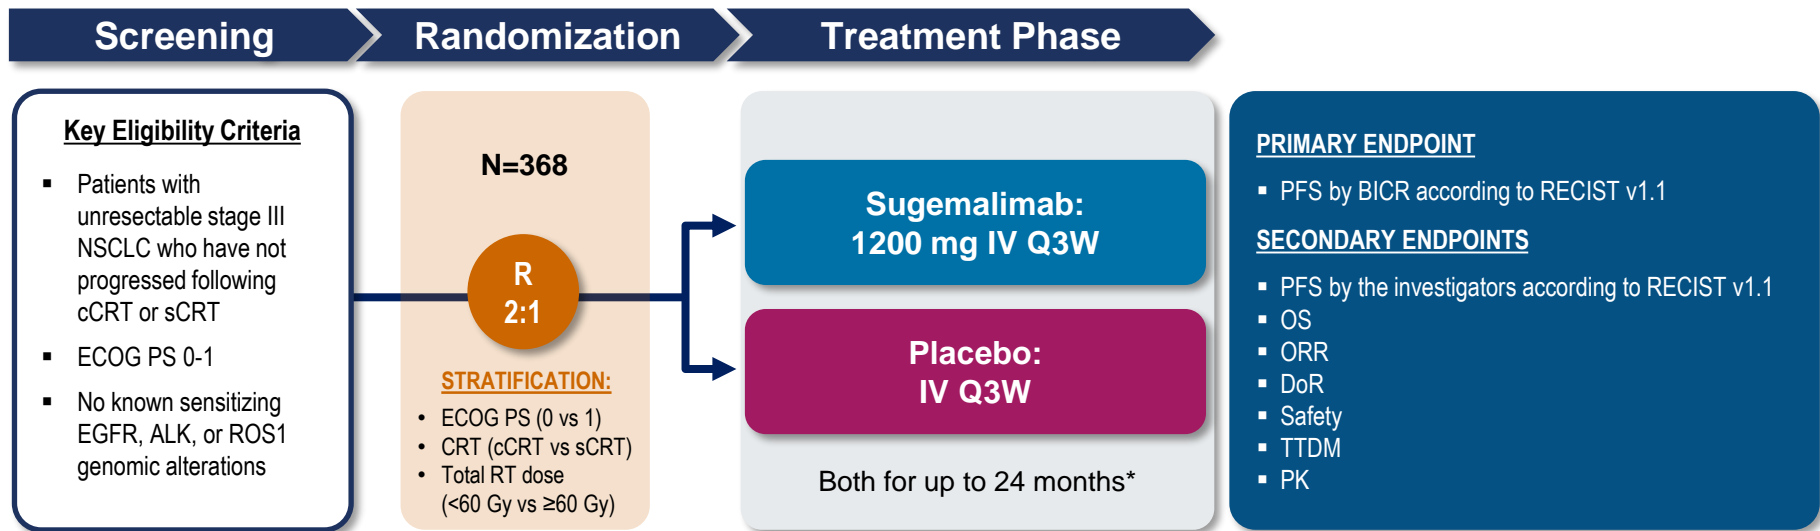 Screening
Randomization
Treatment Phase
Key Eligibility Criteria
▪ Patients with
unresectable stage III
NSCLC who have not
progressed following
cCRT or sCRT
▪ ECOG PS 0-1
▪ No known sensitizing
EGFR, ALK, or ROS1
genomic alterations
N=368
R
2:1
STRATIFICATION:
• ECOG PS (0 vs 1)
• CRT (cCRT vs sCRT)
• Total RT dose
(<60 Gy vs ≥60 Gy)
Sugemalimab:
1200 mg IV Q3W
Placebo:
IV Q3W
Both for up to 24 months*
PRIMARY ENDPOINT
▪ PFS by BICR according to RECIST v1.1
SECONDARY ENDPOINTS
▪ PFS by the investigators according to RECIST v1.1
▪ OS
▪ ORR
▪ DoR
▪ Safety
▪ TTDM
▪ PK